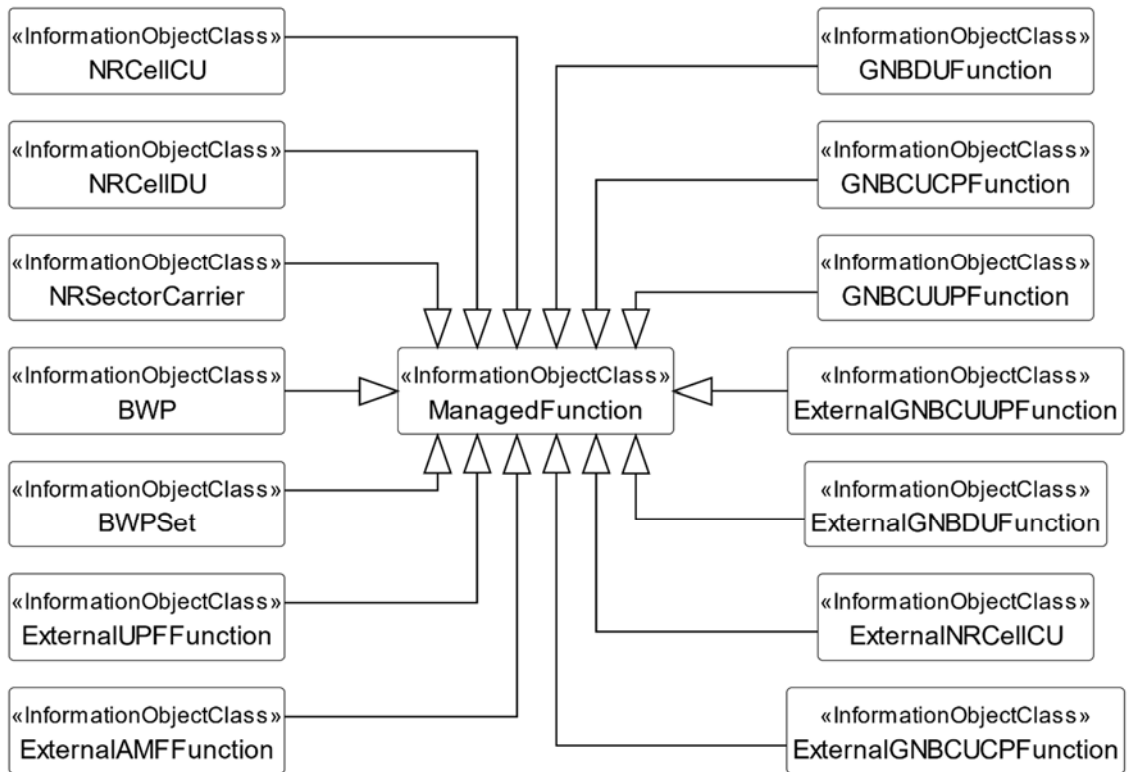 «InformationObjectClass»
NRCellCU
«InformationObjectClass»
NRCellDU
«InformationObjectClass»
NRSectorCarrier
«InformationObjectClass»
BWP
«InformationObjectClass»
BWPSet
«InformationObjectClass»
ExternalUPFFunction
«InformationObjectClass»
ExternalAMFFunction
«InformationObjectClass»
ManagedFunction
«InformationObjectClass»
GNBDUFunction
«InformationObjectClass»
GNBCUCPFunction
«InformationObjectClass»
GNBCUUPFunction
«InformationObjectClass»
ExternalGNBCUUPFunction
«InformationObjectClass»
ExternalGNBDUFunction
«InformationObjectClass»
ExternalNRCellCU
«InformationObjectClass»
ExternalGNBCUCPFunction